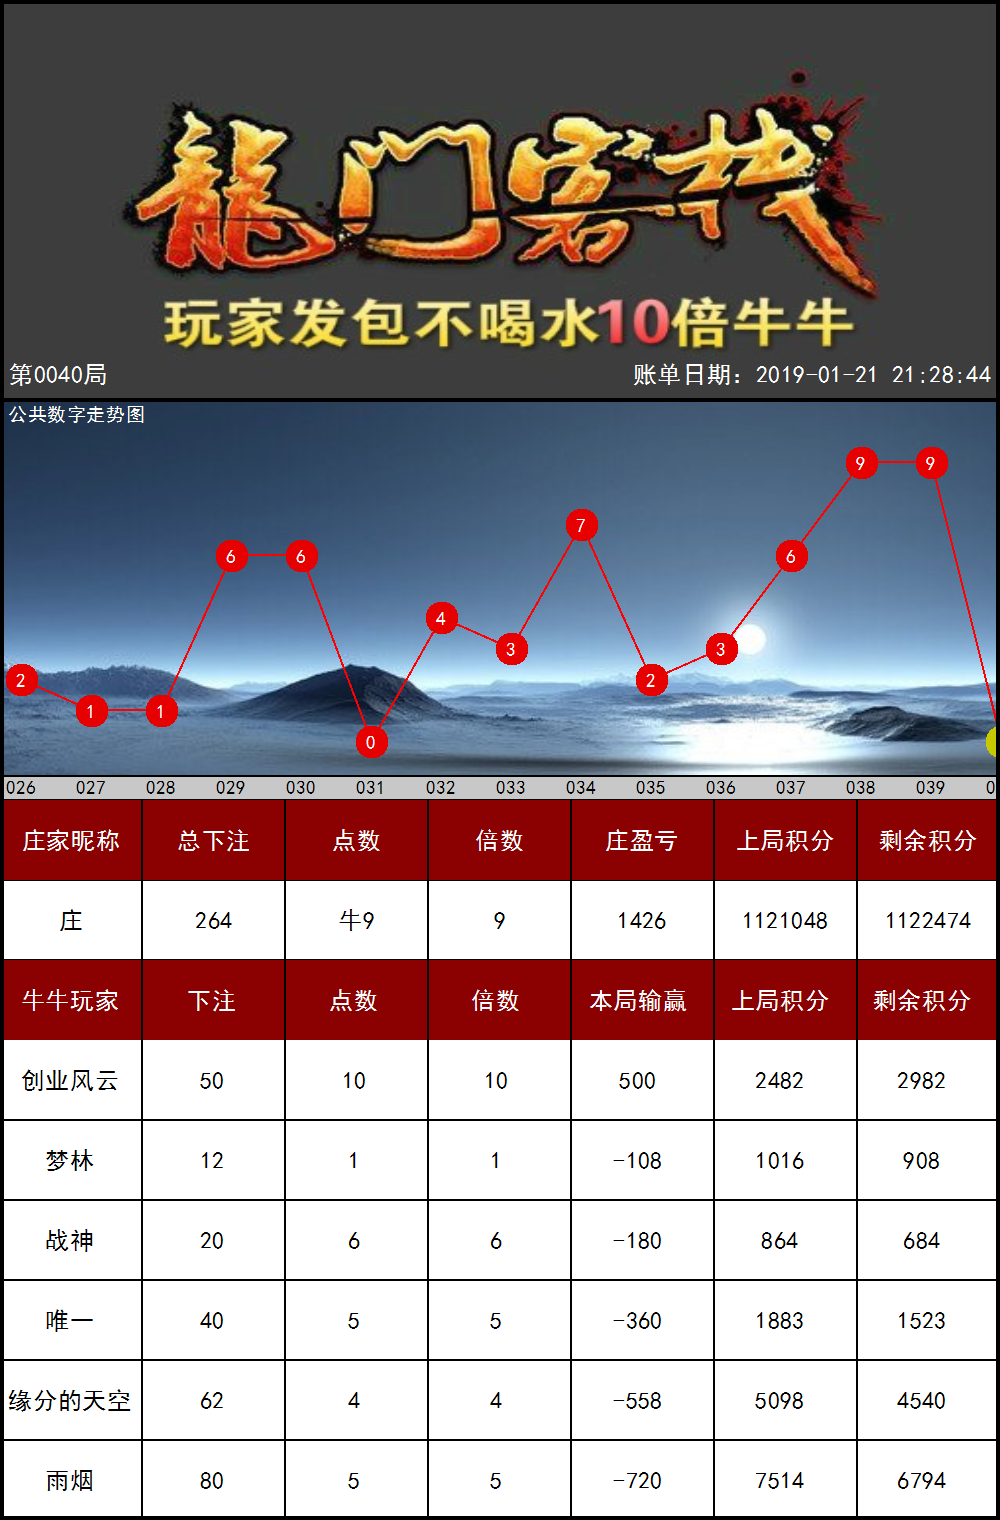 龍门客栈
玩家发包不喝水10倍牛牛
第0040局 账单日期：2019-01-21 21:28:44
公共数字走势图
9 9
7
6 6 6
4
3 3
2 2
1 1
0
026 027 028 029 030 031 032 033 034 035 036 037 038 039 0
庄家昵称 总下注 点数 倍数 庄盈亏 上局积分 剩余积分
庄 264 牛9 9 1426 1121048 1122474
牛牛玩家 下注 点数 倍数 本局输赢 上局积分 剩余积分
创业风云 50 10 10 500 2482 2982
梦林 12 1 1 -108 1016 908
战神 20 6 6 -180 864 684
唯一 40 5 5 -360 1883 1523
缘分的天空 62 4 4 -558 5098 4540
雨烟 80 5 5 -720 7514 6794